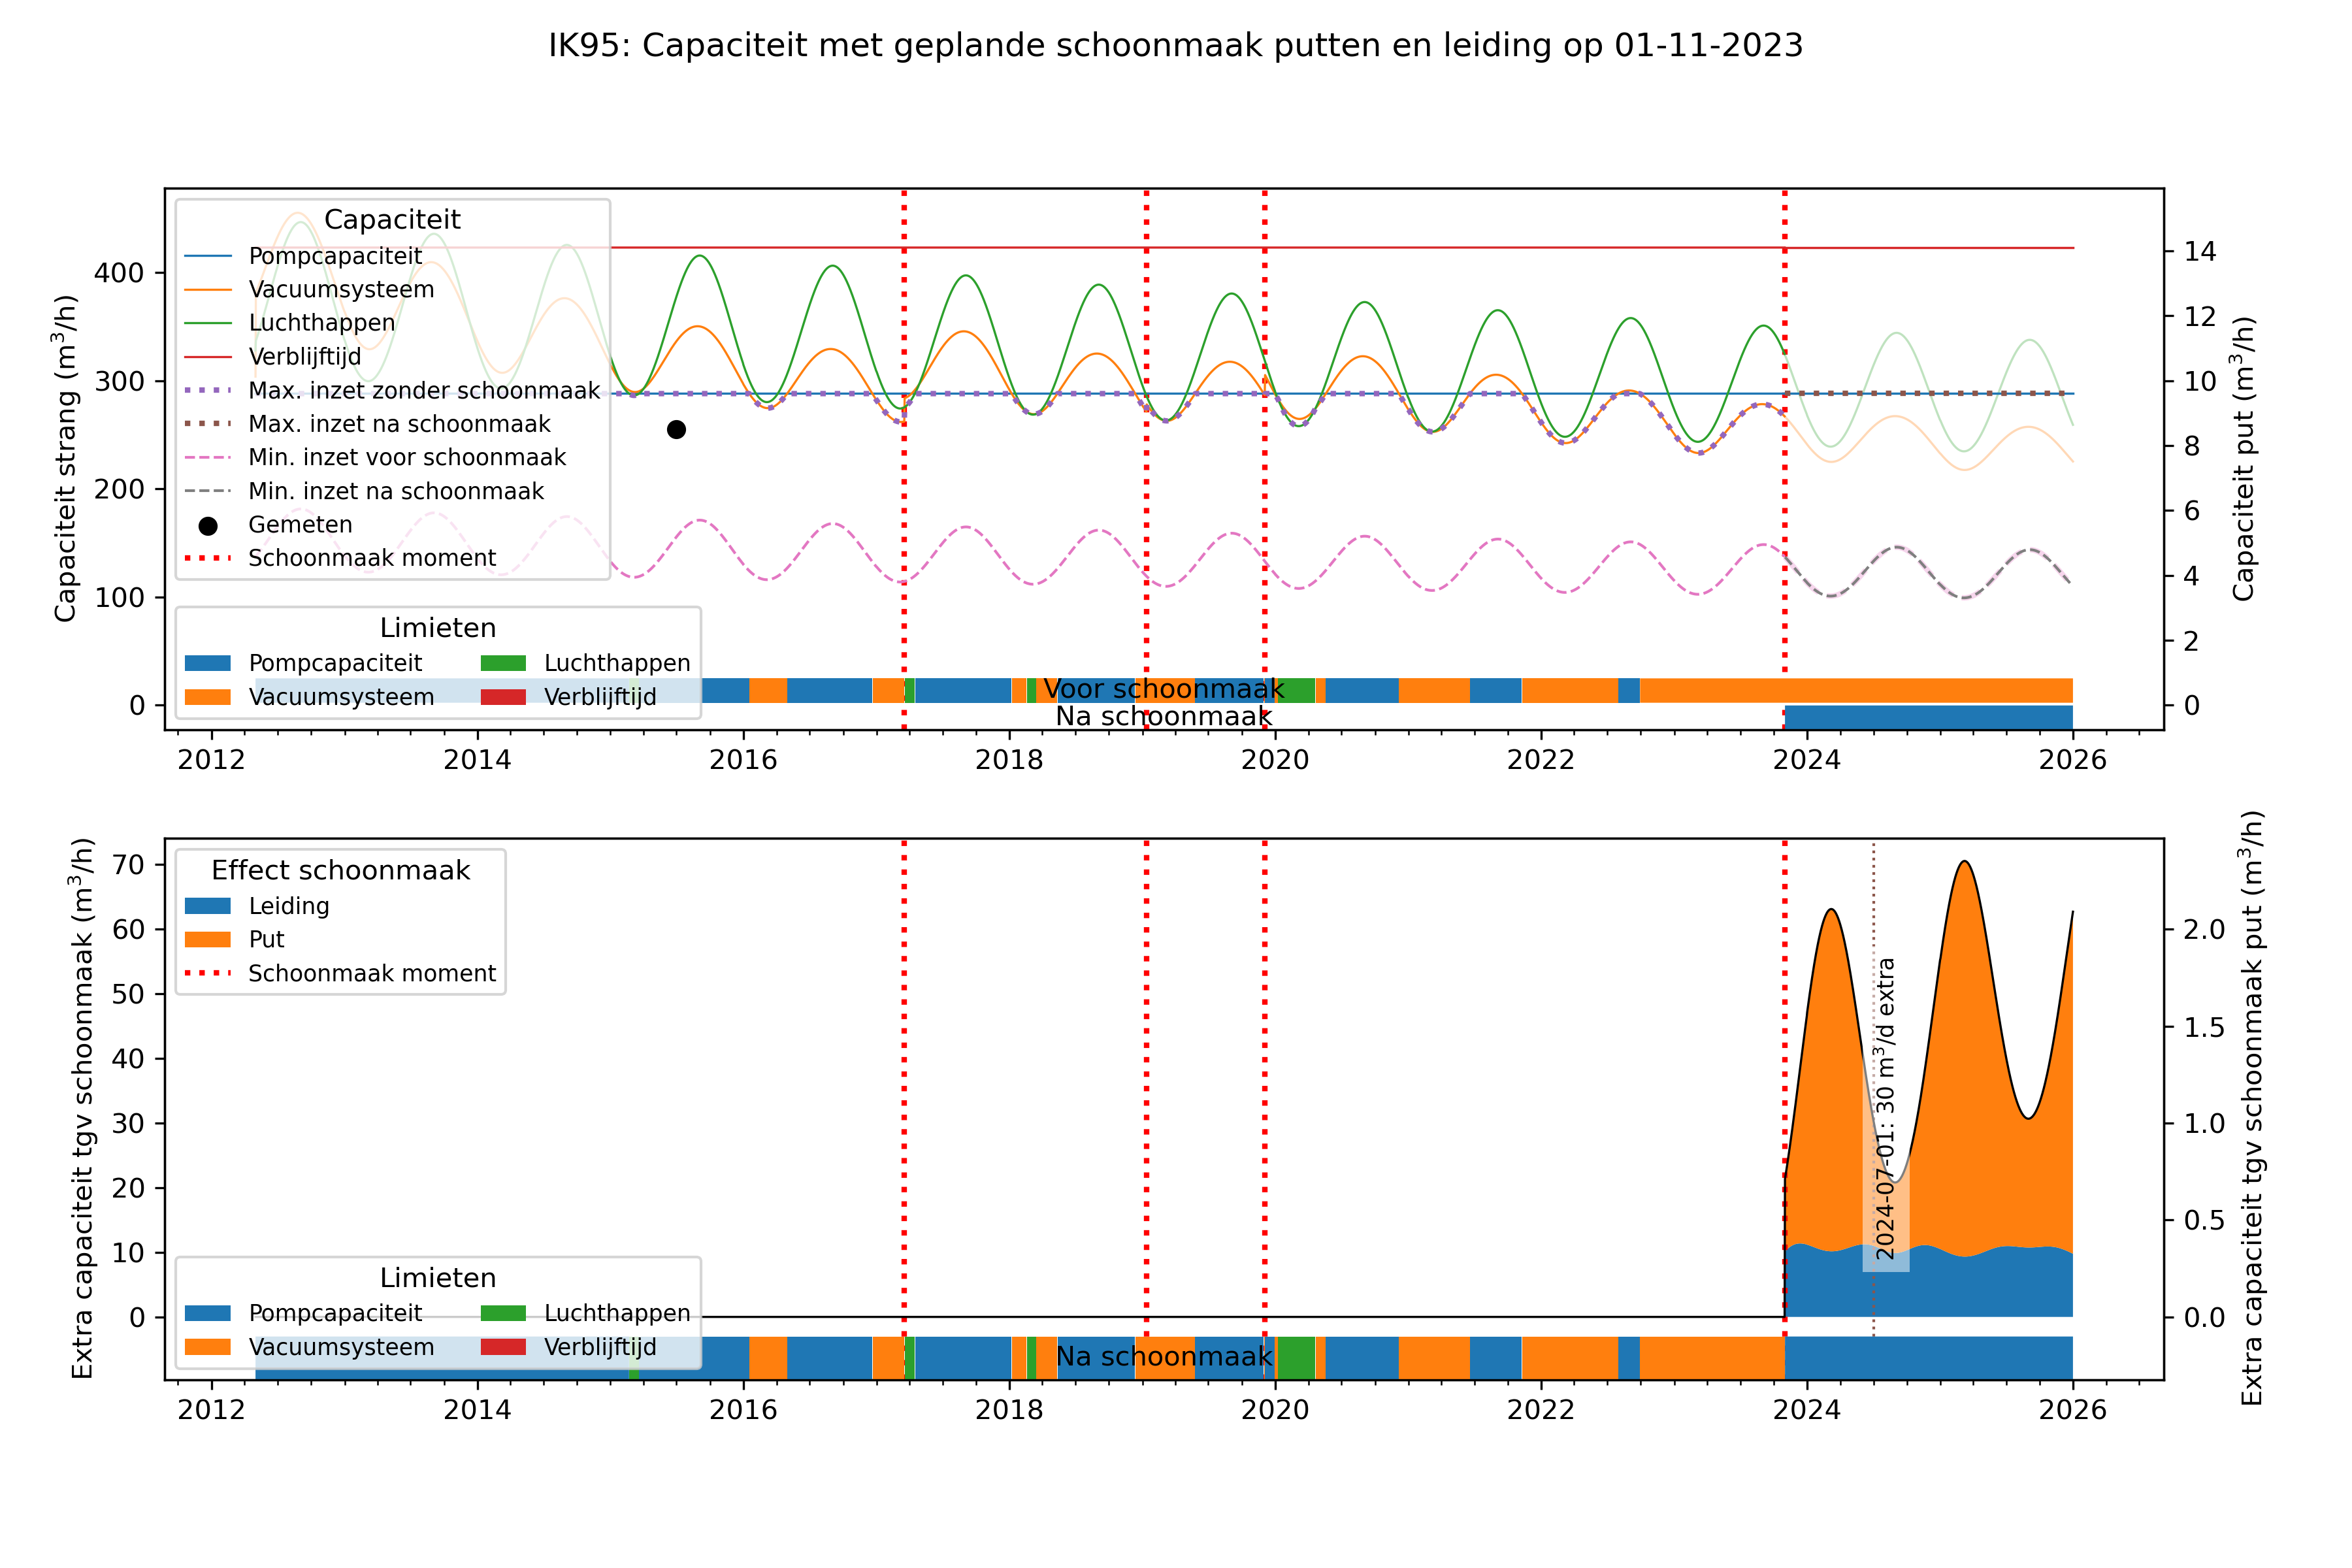 IK95: Capaciteit met geplande schoonmaak putten en leiding op 01-11-2023
Capaciteit strang (m³/h)
400
300
200
100
0
Capaciteit
Pompcapaciteit
Vacuumsysteem
Luchthappen
Verblijftijd
Max. inzet zonder schoonmaak
Max. inzet na schoonmaak
Min. inzet voor schoonmaak
Min. inzet na schoonmaak
Gemeten
Schoonmaak moment
Limieten
Pompcapaciteit Luchthappen
Vacuumsysteem Verblijftijd
Voor schoonmaak
Na schoonmaak
14
12
10
8
6
4
2
0
Capaciteit put (m³/h)
2012 2014 2016 2018 2020 2022 2024 2026
Extra capaciteit tgv schoonmaak (m³/h)
70
60
50
40
30
20
10
0
Effect schoonmaak
Leiding
Put
Schoonmaak moment
2024-07-01: 30 m³/d extra
Limieten
Pompcapaciteit Luchthappen
Vacuumsysteem Verblijftijd
Na schoonmaak
2.0
1.5
1.0
0.5
0.0
Extra capaciteit tgv schoonmaak put (m³/h)
2012 2014 2016 2018 2020 2022 2024 2026